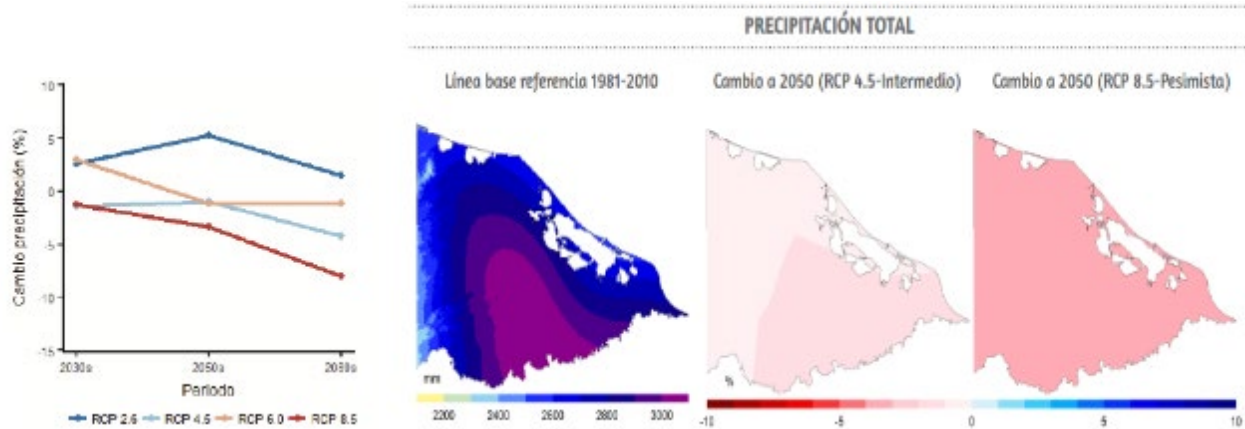 PRECIPITACIÓN TOTAL
Línea base referencia 1981-2010
Cambio a 2050 (RCP 4.5-Intermedio)
Cambio a 2050 (RCP 8.5-Pesimista)
Cambio precipitación (%)
10
5
0
-5
-10
-15
2030s
2050s
Período
RCP 2.6
RCP 4.5
RCP 6.0
RCP 8.5
mm
2200
2400
2600
2800
3000
%
-10
-5
0
5
10